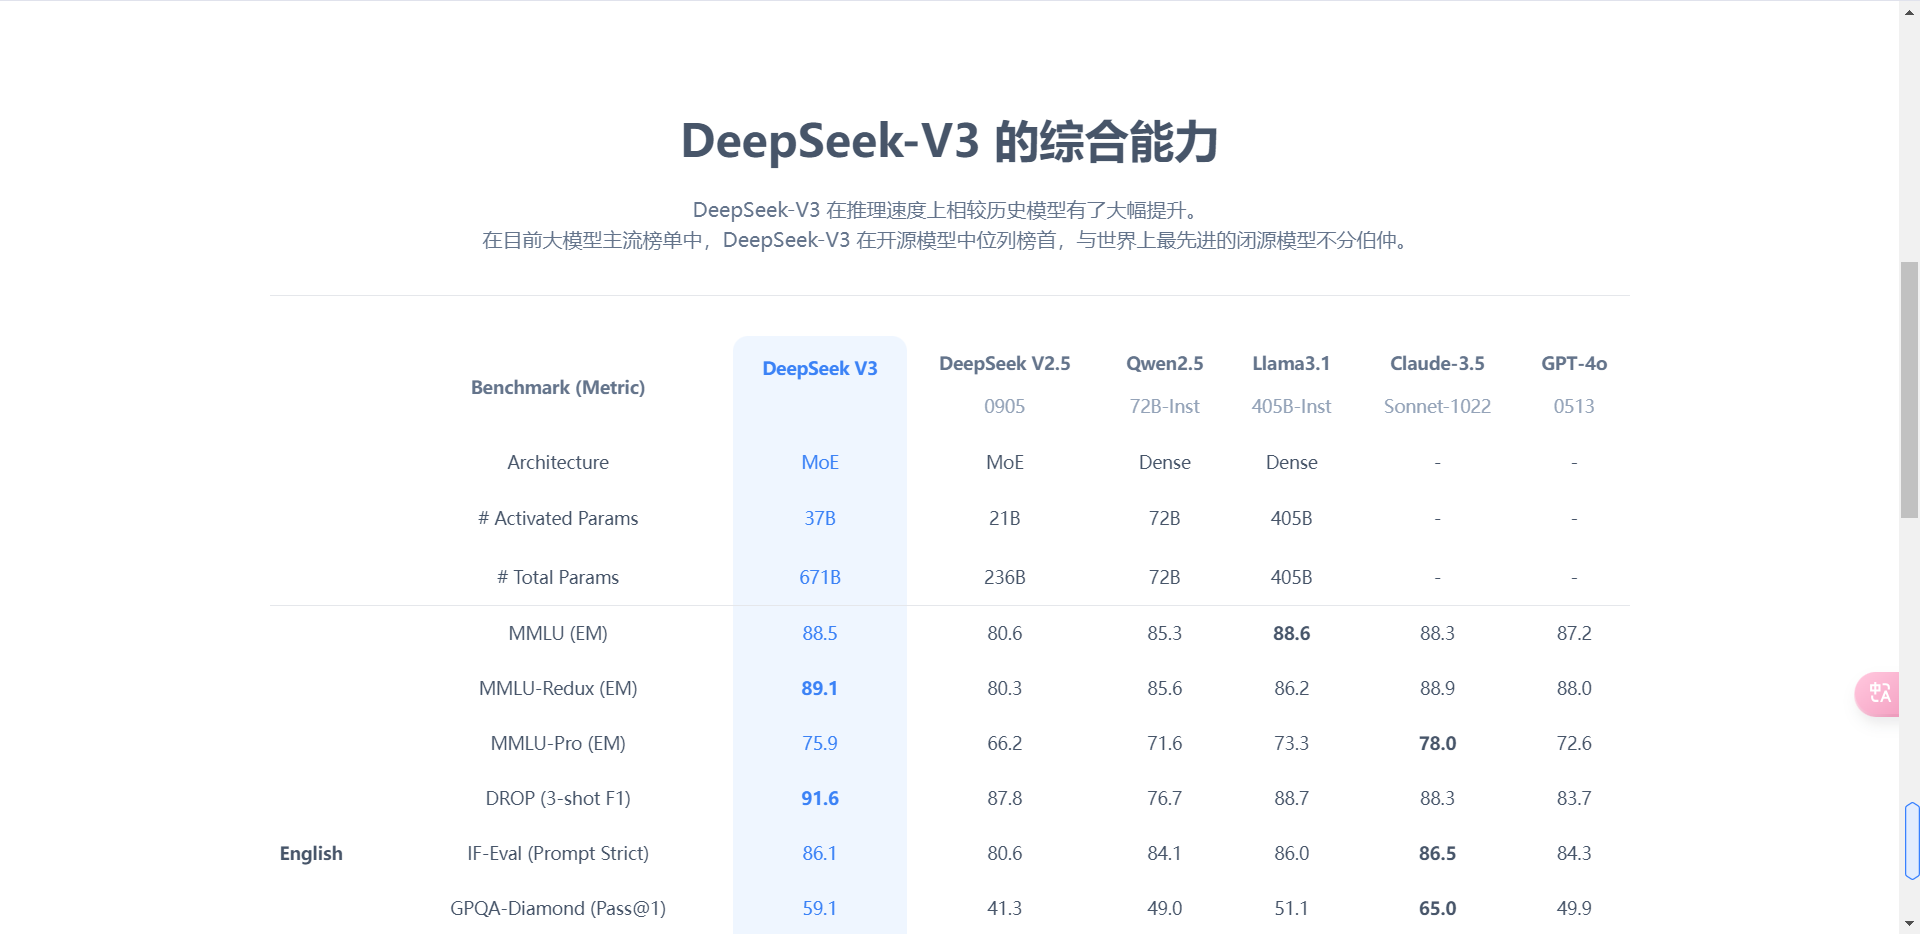 DeepSeek-V3 的综合能力
DeepSeek-V3 在推理速度上相较历史模型有了大幅提升。
在目前大模型主流榜单中，DeepSeek-V3 在开源模型中位列榜首，与世界上最先进的闭源模型不分伯仲。
Benchmark (Metric) DeepSeek V3 DeepSeek V2.5 Qwen2.5 Llama3.1 Claude-3.5 GPT-4o
0905 72B-Inst 405B-Inst Sonnet-1022 0513
Architecture MoE MoE Dense Dense - -
# Activated Params 37B 21B 72B 405B - -
# Total Params 671B 236B 72B 405B - -
MMLU (EM) 88.5 80.6 85.3 88.6 88.3 87.2
MMLU-Redux (EM) 89.1 80.3 85.6 86.2 88.9 88.0
MMLU-Pro (EM) 75.9 66.2 71.6 73.3 78.0 72.6
DROP (3-shot F1) 91.6 87.8 76.7 88.7 88.3 83.7
English IF-Eval (Prompt Strict) 86.1 80.6 84.1 86.0 86.5 84.3
GPQA-Diamond (Pass@1) 59.1 41.3 49.0 51.1 65.0 49.9
中A